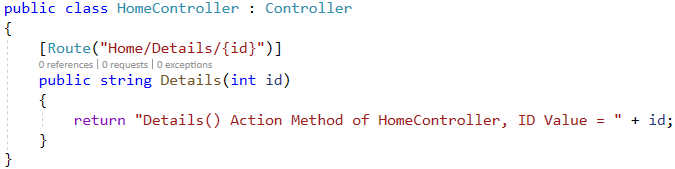 public class HomeController : Controller
{
[Route("Home/Details/{id}")]
0 references | 0 requests | 0 exceptions
public string Details(int id)
{
return "Details() Action Method of HomeController, ID Value = " + id;
}
}